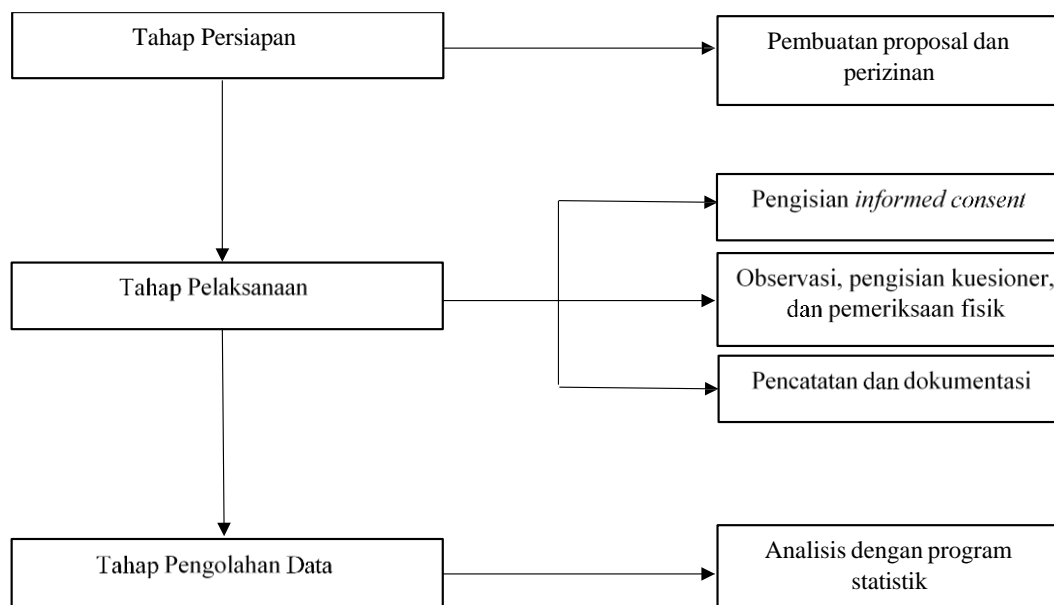 Tahap Persiapan
Pembuatan proposal dan
perizinan
Pengisian informed consent
Tahap Pelaksanaan
Observasi, pengisian kuesioner,
dan pemeriksaan fisik
Pencatatan dan dokumentasi
Tahap Pengolahan Data
Analisis dengan program
statistik